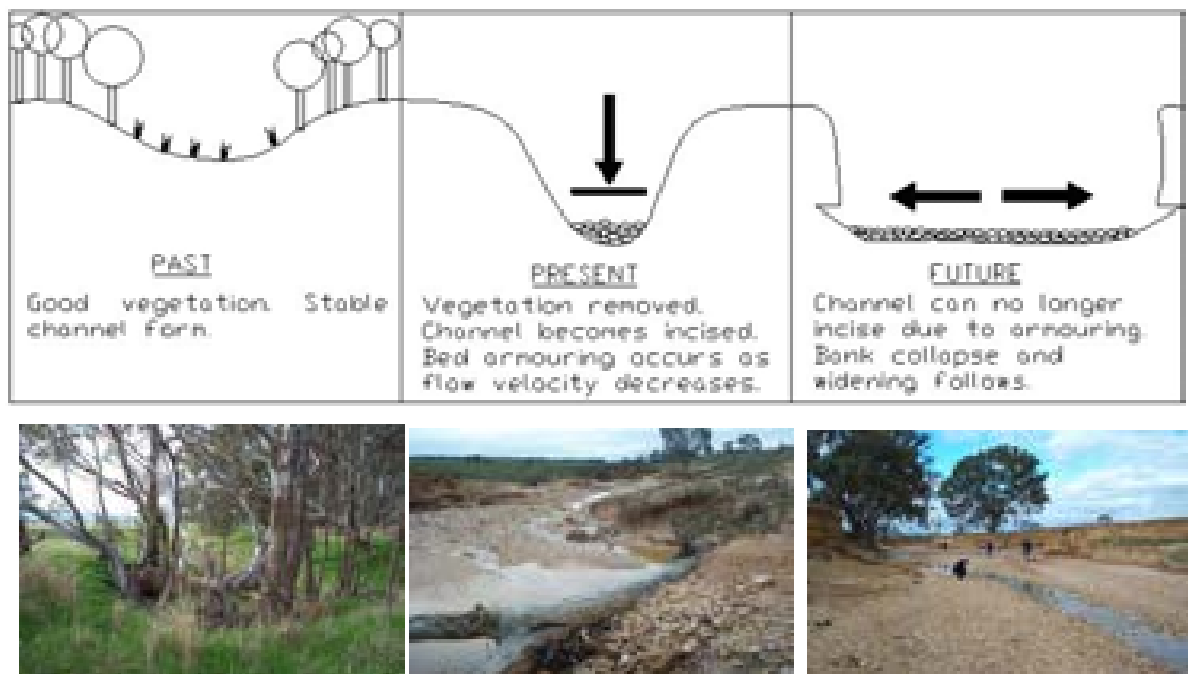 PAST
Good vegetation. Stable
channel form.
PRESENT
Vegetation removed.
Channel becomes incised.
Bed armouring occurs as
flow velocity decreases.
FUTURE
Channel can no longer
incise due to armouring.
Bank collapse and
widening follows.